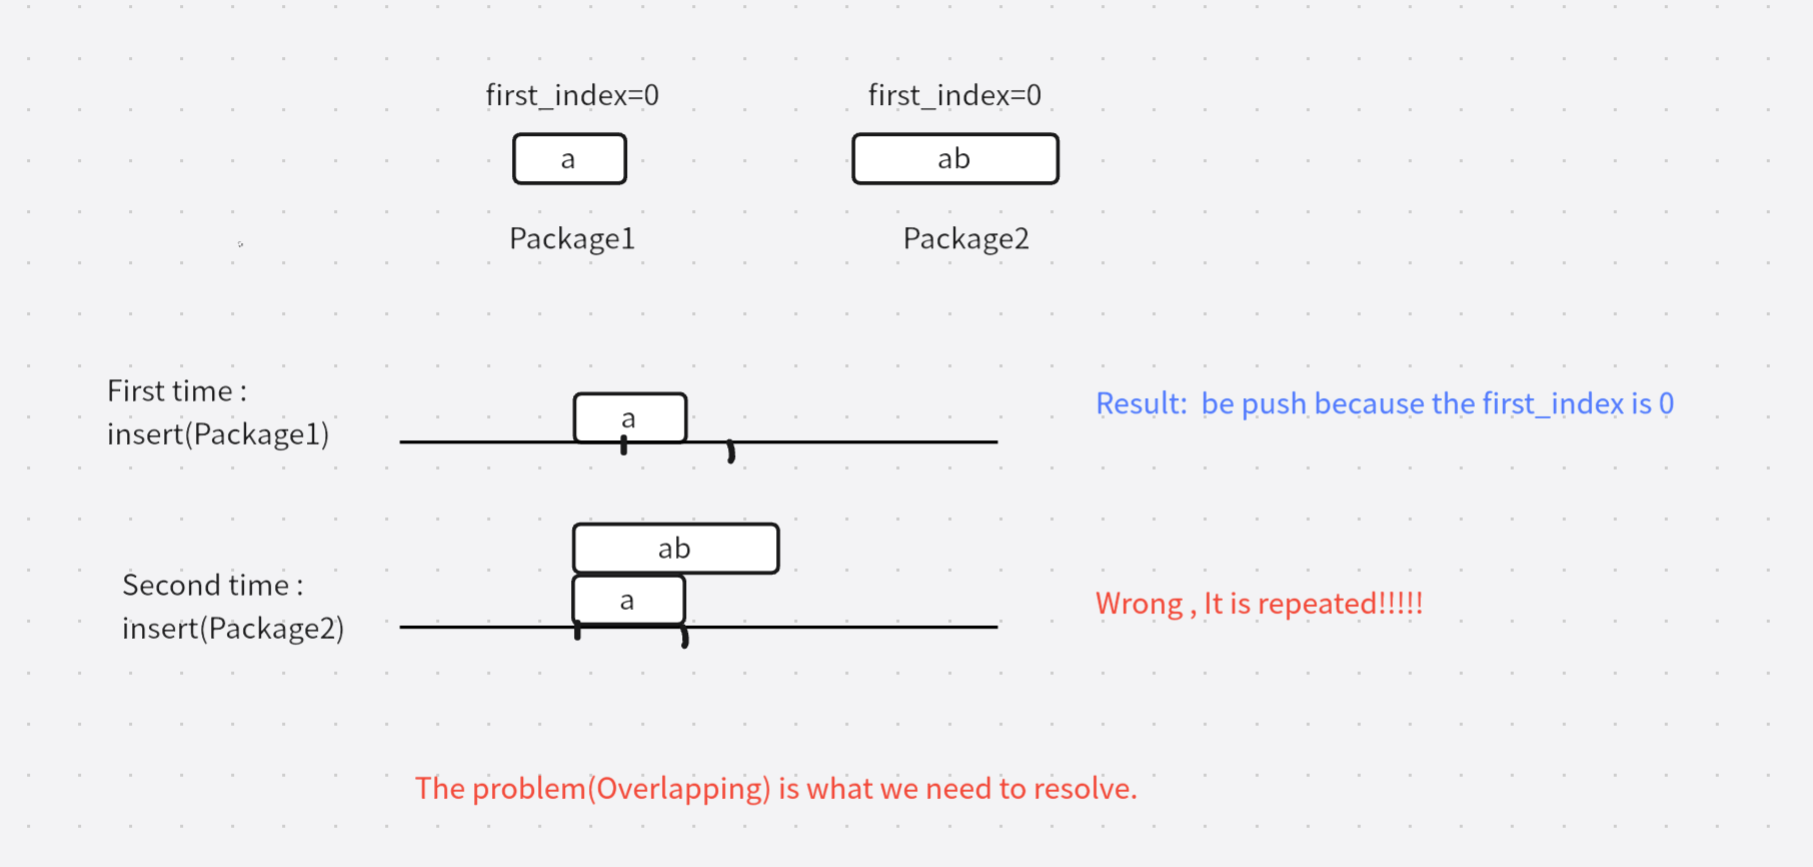 first_index=0
first_index=0
a
ab
Package1
Package2
First time :
insert(Package1)
a
Result:  be push because the first_index is 0
ab
Second time :
insert(Package2)
a
Wrong , It is repeated!!!!!
The problem(Overlapping) is what we need to resolve.